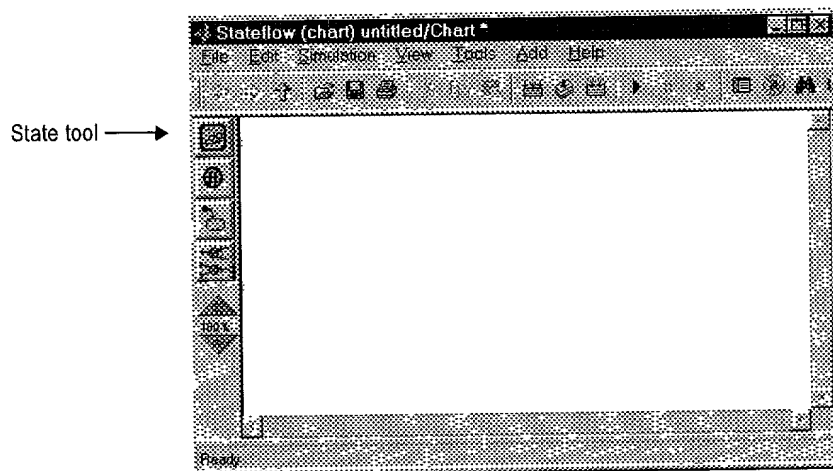 Stateflow (chart) untitled/Chart *
File Edit Simulation View Tools Add Help
State tool
100%
Ready